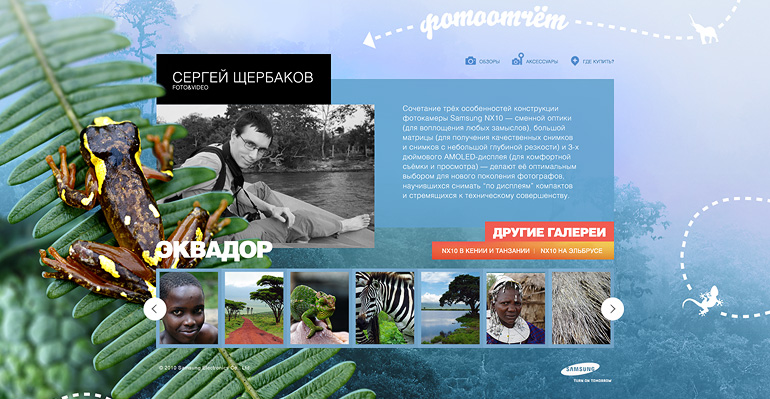 фотоотчёт
ОБЗОРЫ
АКСЕССУАРЫ
ГДЕ КУПИТЬ?
СЕРГЕЙ ЩЕРБАКОВ
FOTO&VIDEO
Сочетание трёх особенностей конструкции
фотокамеры Samsung NX10 — сменной оптики
(для воплощения любых замыслов), большой
матрицы (для получения качественных снимков
и снимков с небольшой глубиной резкости) и 3-х
дюймового AMOLED-дисплея (для комфортной
съёмки и просмотра) — делают её оптимальным
выбором для нового поколения фотографов,
научившихся снимать "по дисплеям" компактов
и стремящихся к техническому совершенству.
ДРУГИЕ ГАЛЕРЕИ
ЭКВАДОР
NX10 В КЕНИИ И ТАНЗАНИИ | NX10 НА ЭЛЬБРУСЕ
© 2010 Samsung Electronics Co., Ltd
SAMSUNG
TURN ON TOMORROW